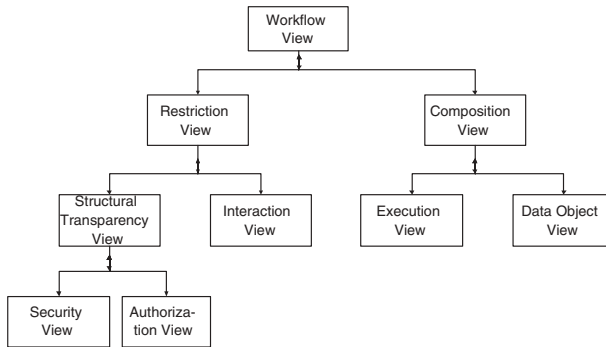 Workflow
View
Restriction
View
Composition
View
Structural
Transparency
View
Interaction
View
Execution
View
Data Object
View
Security
View
Authoriza-
tion View